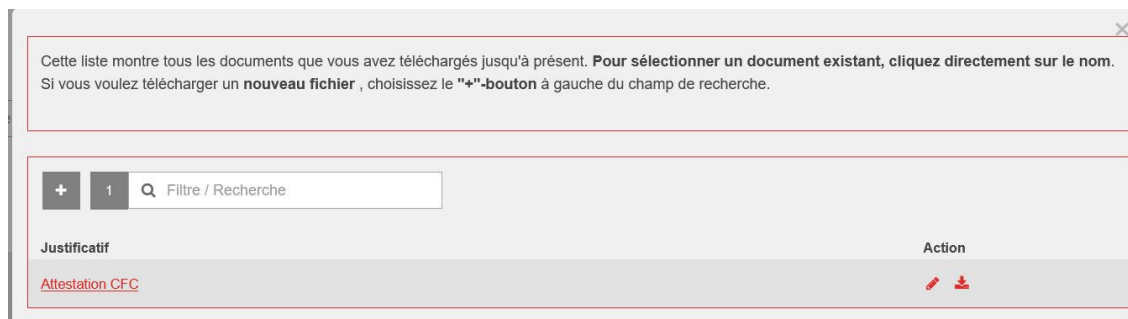 Cette liste montre tous les documents que vous avez téléchargés jusqu'à présent. Pour sélectionner un document existant, cliquez directement sur le nom.
Si vous voulez télécharger un nouveau fichier , choisissez le "+"-bouton à gauche du champ de recherche.
+ 1 Filtre / Recherche
Justificatif Action
Attestation CFC